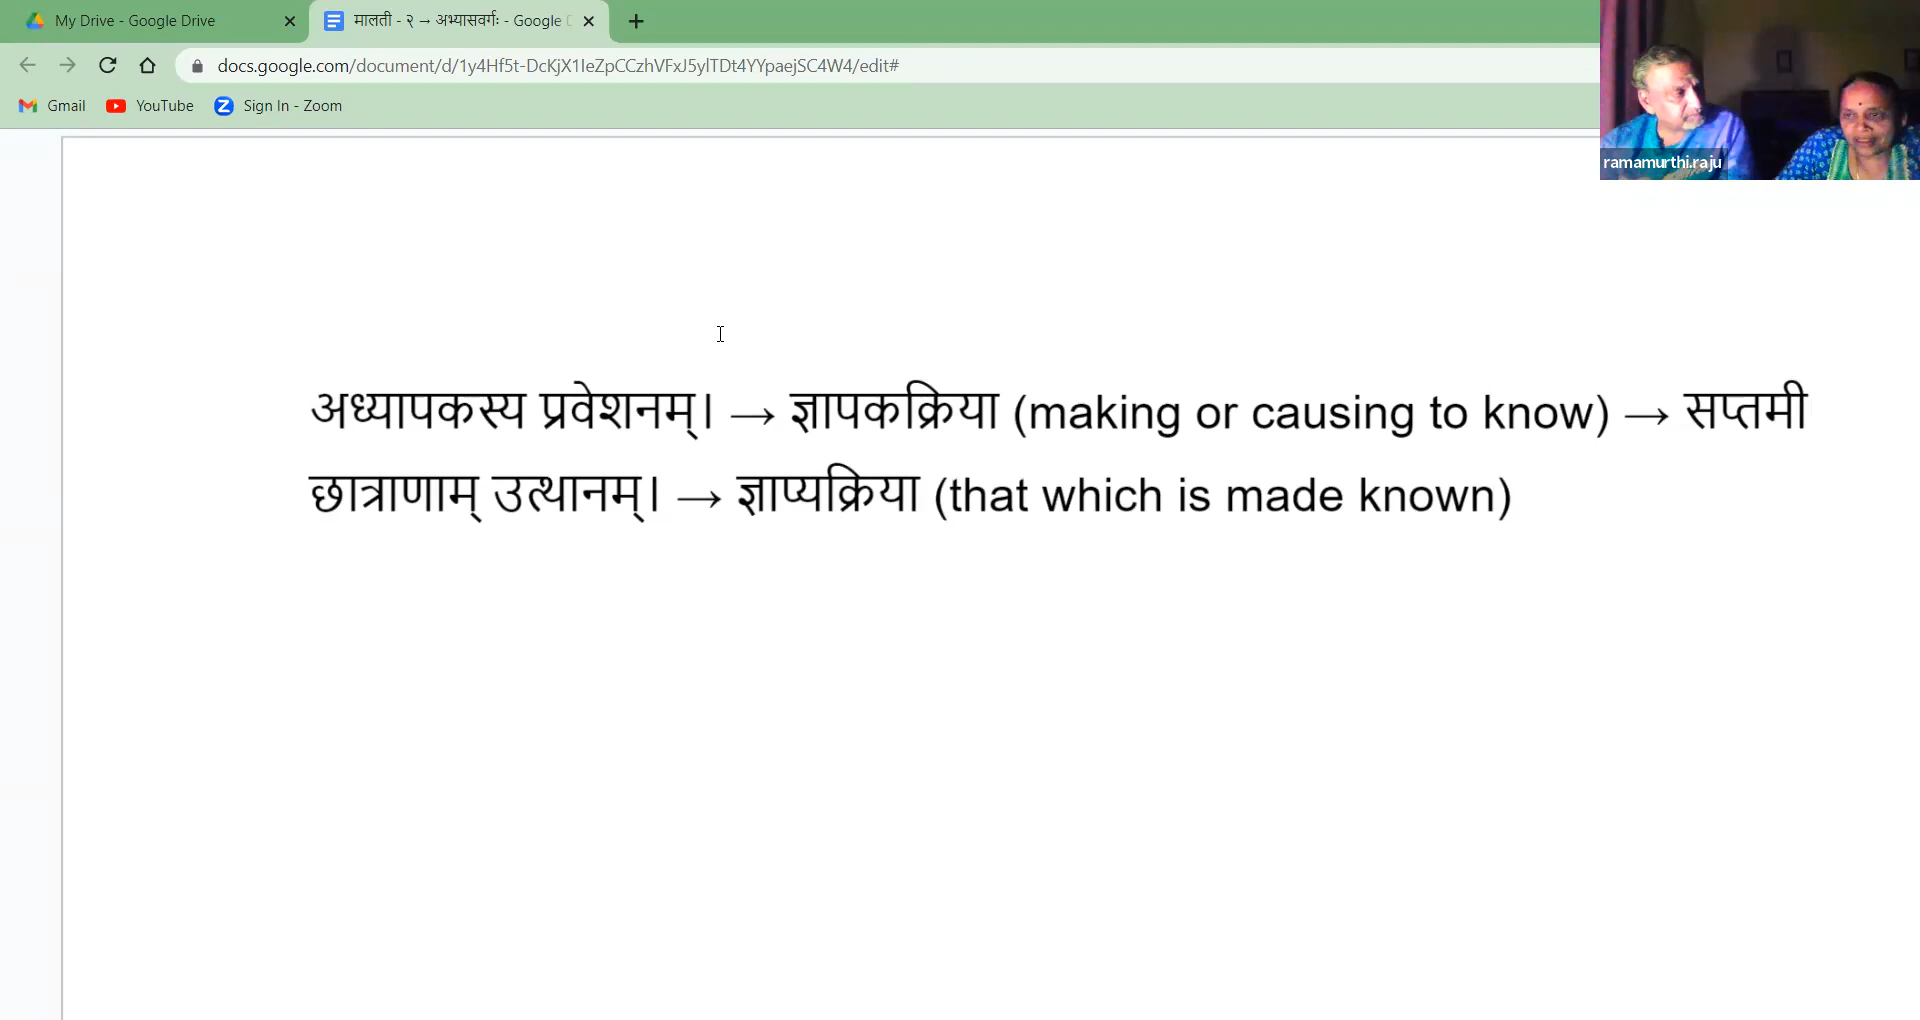 My Drive - Google Drive
मालती - २ → अभ्यासवर्गः - Google
docs.google.com/document/d/1y4Hf5t-DcKjX1IeZpCCzhVFxJ5ylTDt4YYpaejSC4W4/edit#
Gmail YouTube Sign In - Zoom
ramamurthi.raju
अध्यापकस्य प्रवेशनम्। → ज्ञापकक्रिया (making or causing to know) → सप्तमी
छात्राणाम् उत्थानम्। → ज्ञाप्यक्रिया (that which is made known)